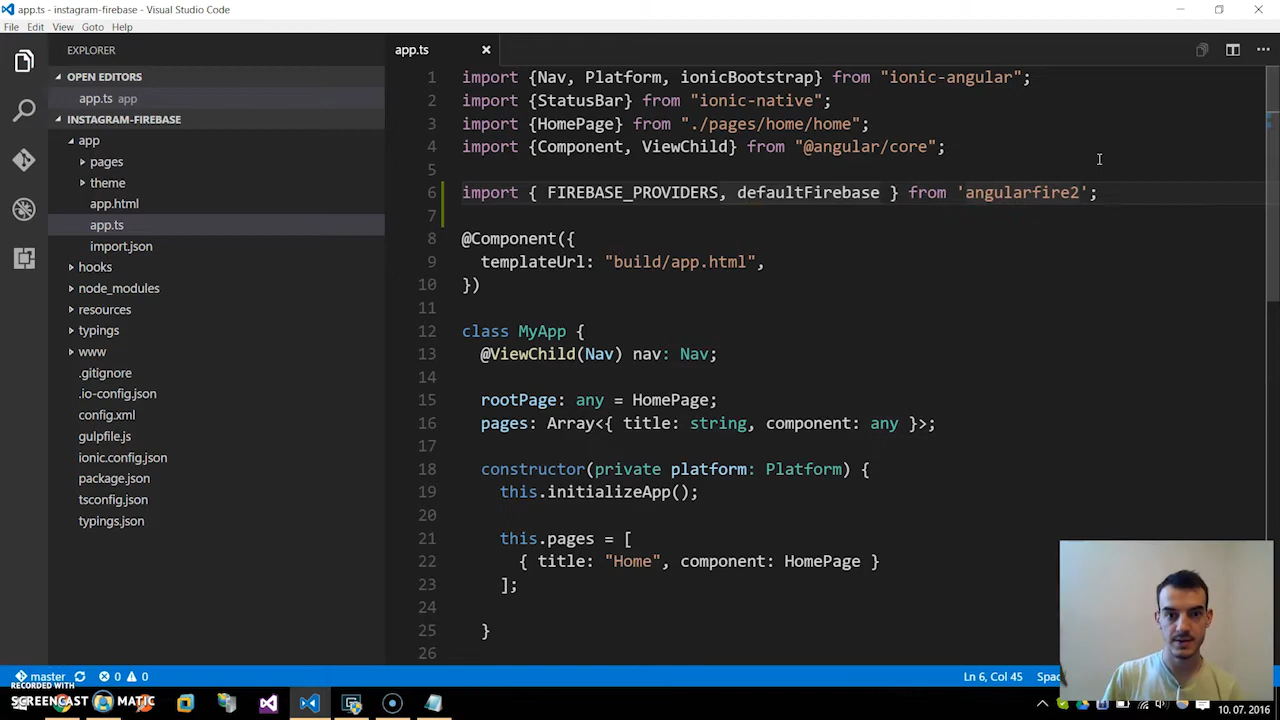 app.ts - instagram-firebase - Visual Studio Code
File Edit View Goto Help
EXPLORER
OPEN EDITORS
app.ts app
INSTAGRAM-FIREBASE
app
pages
theme
app.html
app.ts
import.json
hooks
node_modules
resources
typings
www
.gitignore
.io-config.json
config.xml
gulpfile.js
ionic.config.json
package.json
tsconfig.json
typings.json
app.ts
1 import {Nav, Platform, ionicBootstrap} from "ionic-angular";
2 import {StatusBar} from "ionic-native";
3 import {HomePage} from "./pages/home/home";
4 import {Component, ViewChild} from "@angular/core";
5
6 import { FIREBASE_PROVIDERS, defaultFirebase } from 'angularfire2';
7
8 @Component({
9 templateUrl: "build/app.html",
10 })
11
12 class MyApp {
13 @ViewChild(Nav) nav: Nav;
14
15 rootPage: any = HomePage;
16 pages: Array<{ title: string, component: any }>;
17
18 constructor(private platform: Platform) {
19 this.initializeApp();
20
21 this.pages = [
22 { title: "Home", component: HomePage }
23 ];
24
25 }
26
master 0 0
Ln 6, Col 45
RECORDED WITH
SCREENCAST MATIC
10. 07. 2016